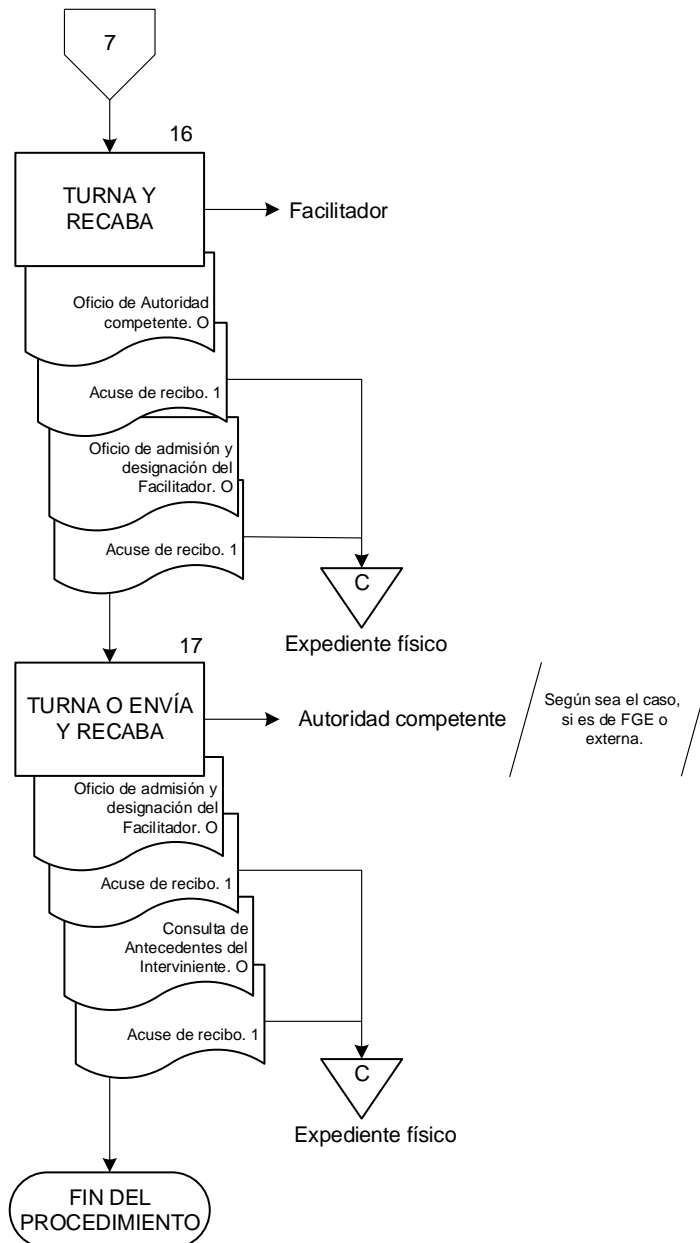 7
16
TURNA Y
RECABA
Facilitador
Oficio de Autoridad
competente. O
Acuse de recibo. 1
Oficio de admisión y
designación del
Facilitador. O
Acuse de recibo. 1
C
Expediente físico
17
TURNA O ENVÍA
Y RECABA
Autoridad competente
Según sea el caso,
si es de FGE o
externa.
Oficio de admisión y
designación del
Facilitador. O
Acuse de recibo. 1
Consulta de
Antecedentes del
Interviniente. O
Acuse de recibo. 1
C
Expediente físico
FIN DEL
PROCEDIMIENTO